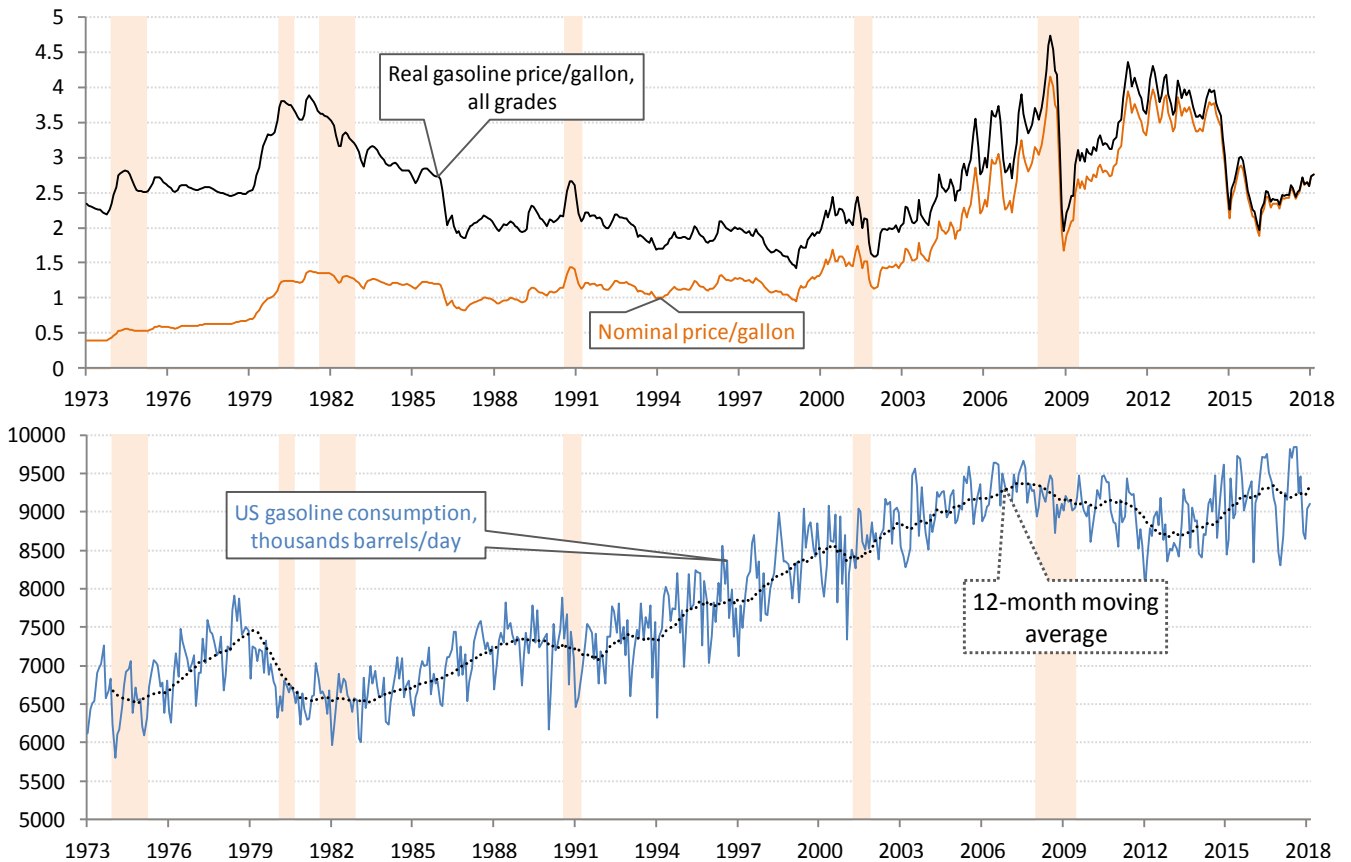 5
4.5
Real gasoline price/gallon,
all grades
4
3.5
3
2.5
2
1.5
1
Nominal price/gallon
0.5
0
1973 1976 1979 1982 1985 1988 1991 1994 1997 2000 2003 2006 2009 2012 2015 2018
10000
9500
US gasoline consumption,
thousands barrels/day
9000
8500
8000
12-month moving
average
7500
7000
6500
6000
5500
5000
1973 1976 1979 1982 1985 1988 1991 1994 1997 2000 2003 2006 2009 2012 2015 2018